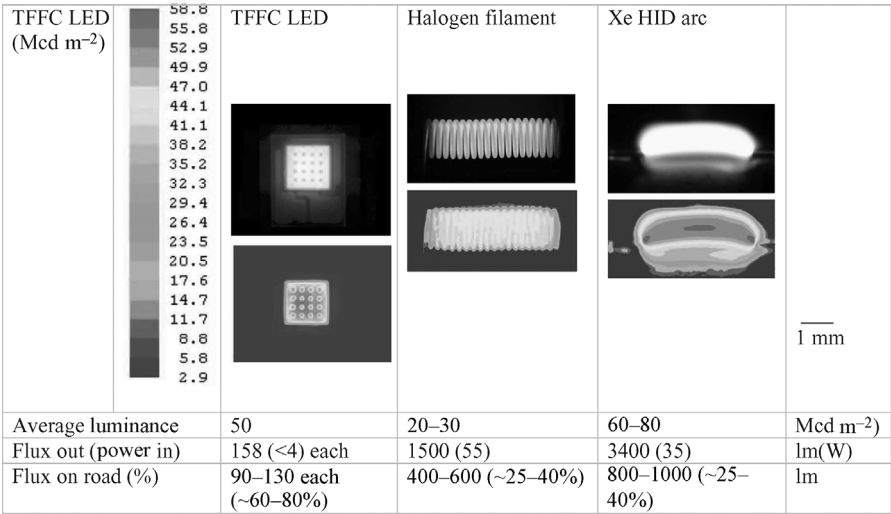 TFFC LED
(Mcd m–2)
58.8
55.8
52.9
49.9
47.0
44.1
41.1
38.2
35.2
32.3
29.4
26.4
23.5
20.5
17.6
14.7
11.7
8.8
5.8
2.9
TFFC LED
Halogen filament
Xe HID arc
1 mm
Average luminance 50 20–30 60–80 Mcd m–2)
Flux out (power in) 158 (<4) each 1500 (55) 3400 (35) lm(W)
Flux on road (%) 90–130 each 400–600 (~25–40%) 800–1000 (~25– lm
(~60–80%) 40%)